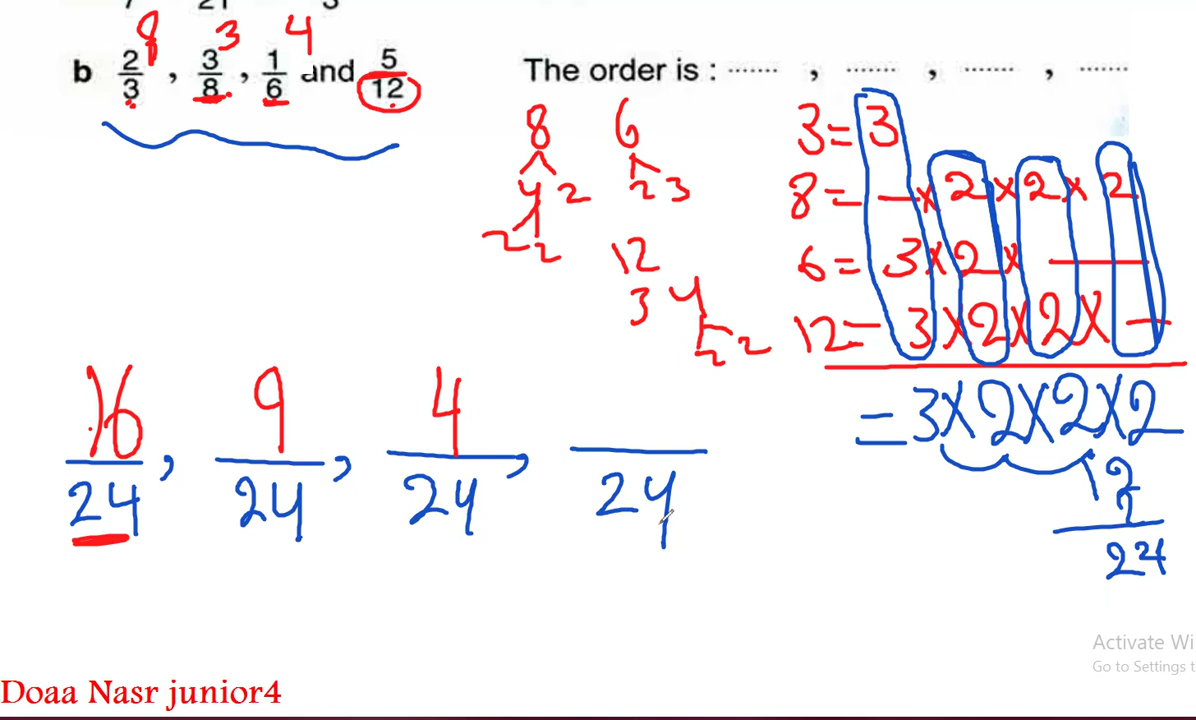 8 3 4
b 2/3 , 3/8 , 1/6 and 5/12 The order is : ....... , ....... , ....... , .......
8 6 3 = 3
4 2 2 3 8 = — × 2 × 2 × 2
2 2 12 6 = 3 × 2 × —
3 4 12 = 3 × 2 × 2 × —
2 2
= 3 × 2 × 2 × 2
16/24 , 9/24 , 4/24 , /24
12
2
24
Activate Wi
Go to Settings t
Doaa Nasr junior4